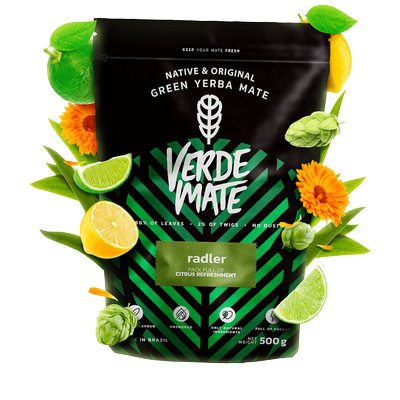 KEEP YOUR MATE FRESH
NATIVE & ORIGINAL
GREEN YERBA MATE
VERDE
MATE
98% OF LEAVES • 2% OF TWIGS • NO DUST
radler
PACK FULL OF
CITRUS REFRESHMENT
UNSMOKED
ONLY NATURAL
INGREDIENTS
FULL OF ENERGY
IN BRAZIL
NET
WEIGHT 500g